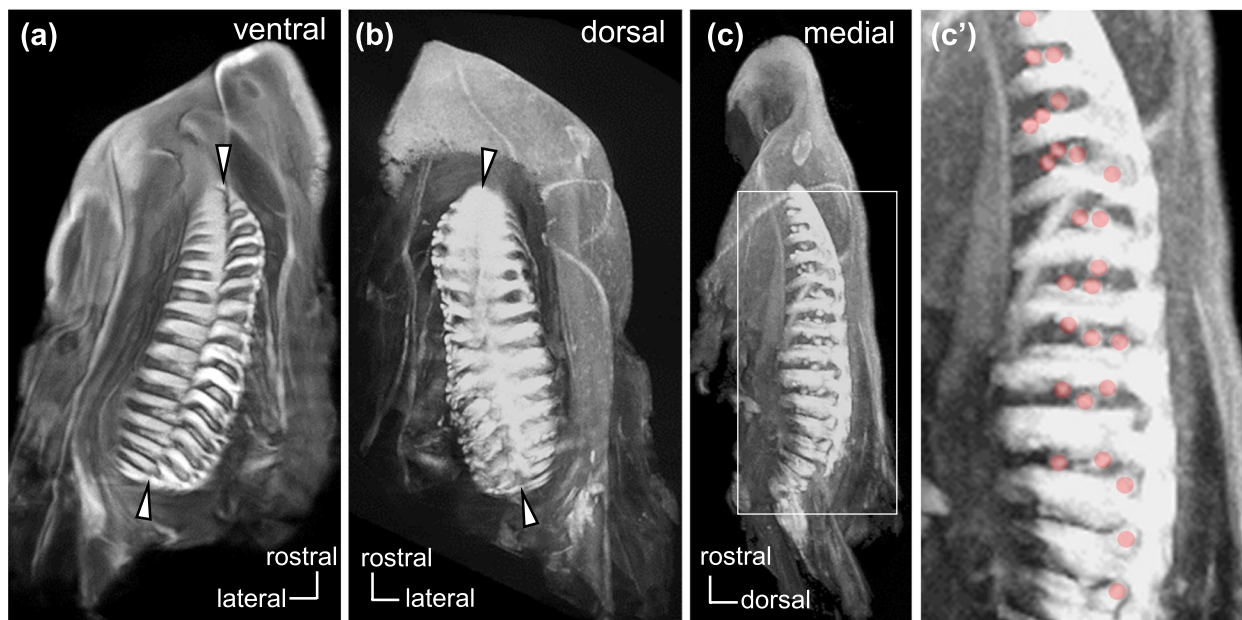 (a) ventral
(b) dorsal
(c) medial
(c’)
rostral
lateral
rostral
lateral
rostral
dorsal